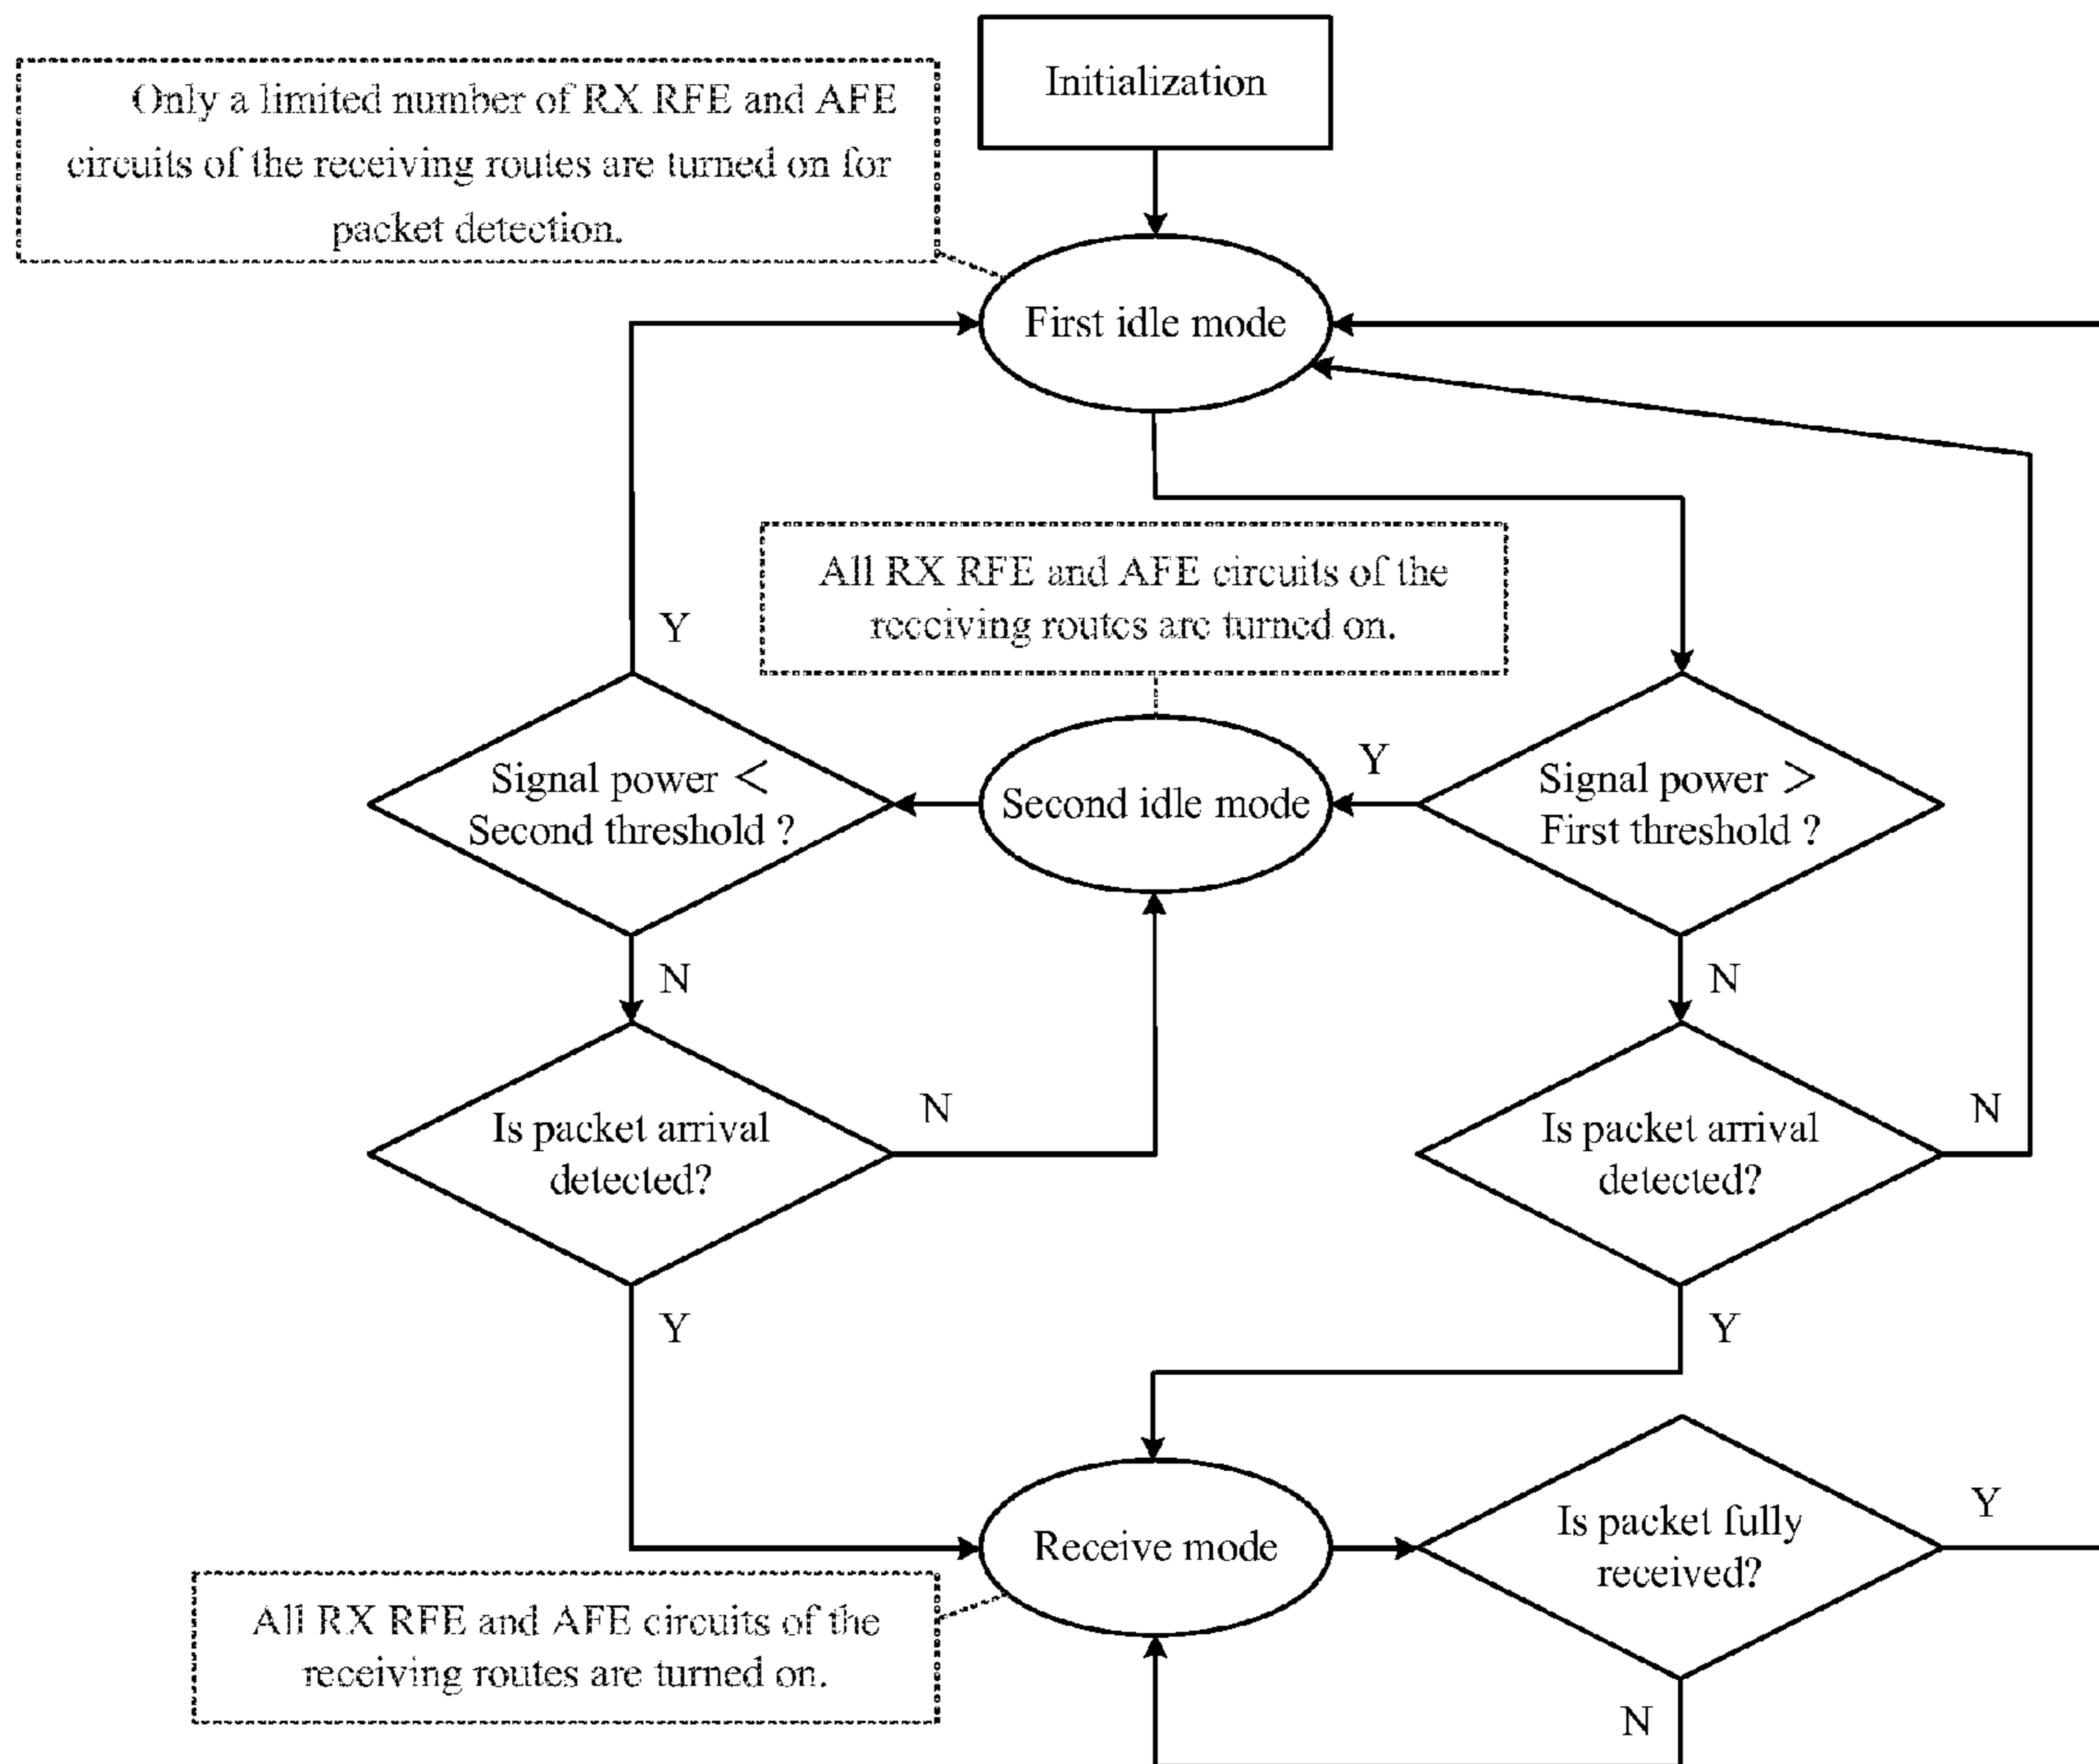 Initialization
Only a limited number of RX RFE and AFE
circuits of the receiving routes are turned on for
packet detection.
First idle mode
All RX RFE and AFE circuits of the
receiving routes are turned on.
Y
Signal power <
Second threshold ?
Second idle mode
Y
Signal power >
First threshold ?
N
N
Is packet arrival
detected?
N
Is packet arrival
detected?
N
Y
Y
Receive mode
Is packet fully
received?
Y
All RX RFE and AFE circuits of the
receiving routes are turned on.
N